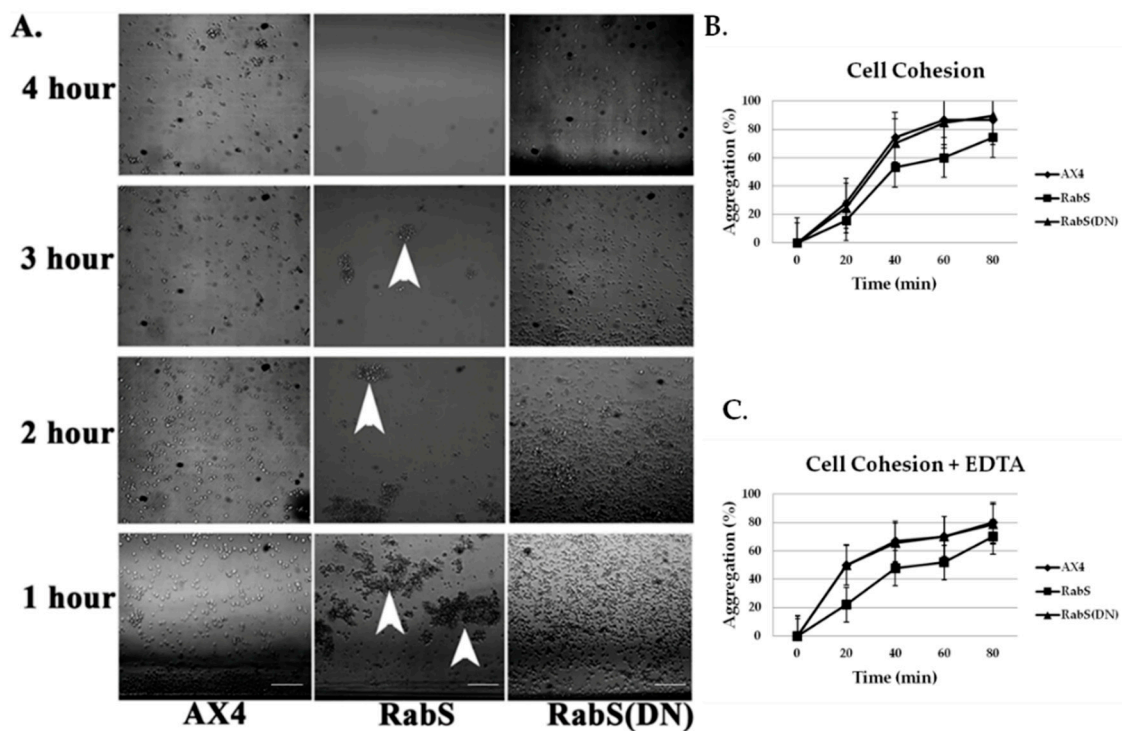 A.
4 hour
3 hour
2 hour
1 hour
AX4
RabS
RabS(DN)
B.
Cell Cohesion
Aggregation (%)
100
80
60
40
20
0
0
20
40
60
80
Time (min)
AX4
RabS
RabS(DN)
C.
Cell Cohesion + EDTA
Aggregation (%)
100
80
60
40
20
0
0
20
40
60
80
Time (min)
AX4
RabS
RabS(DN)